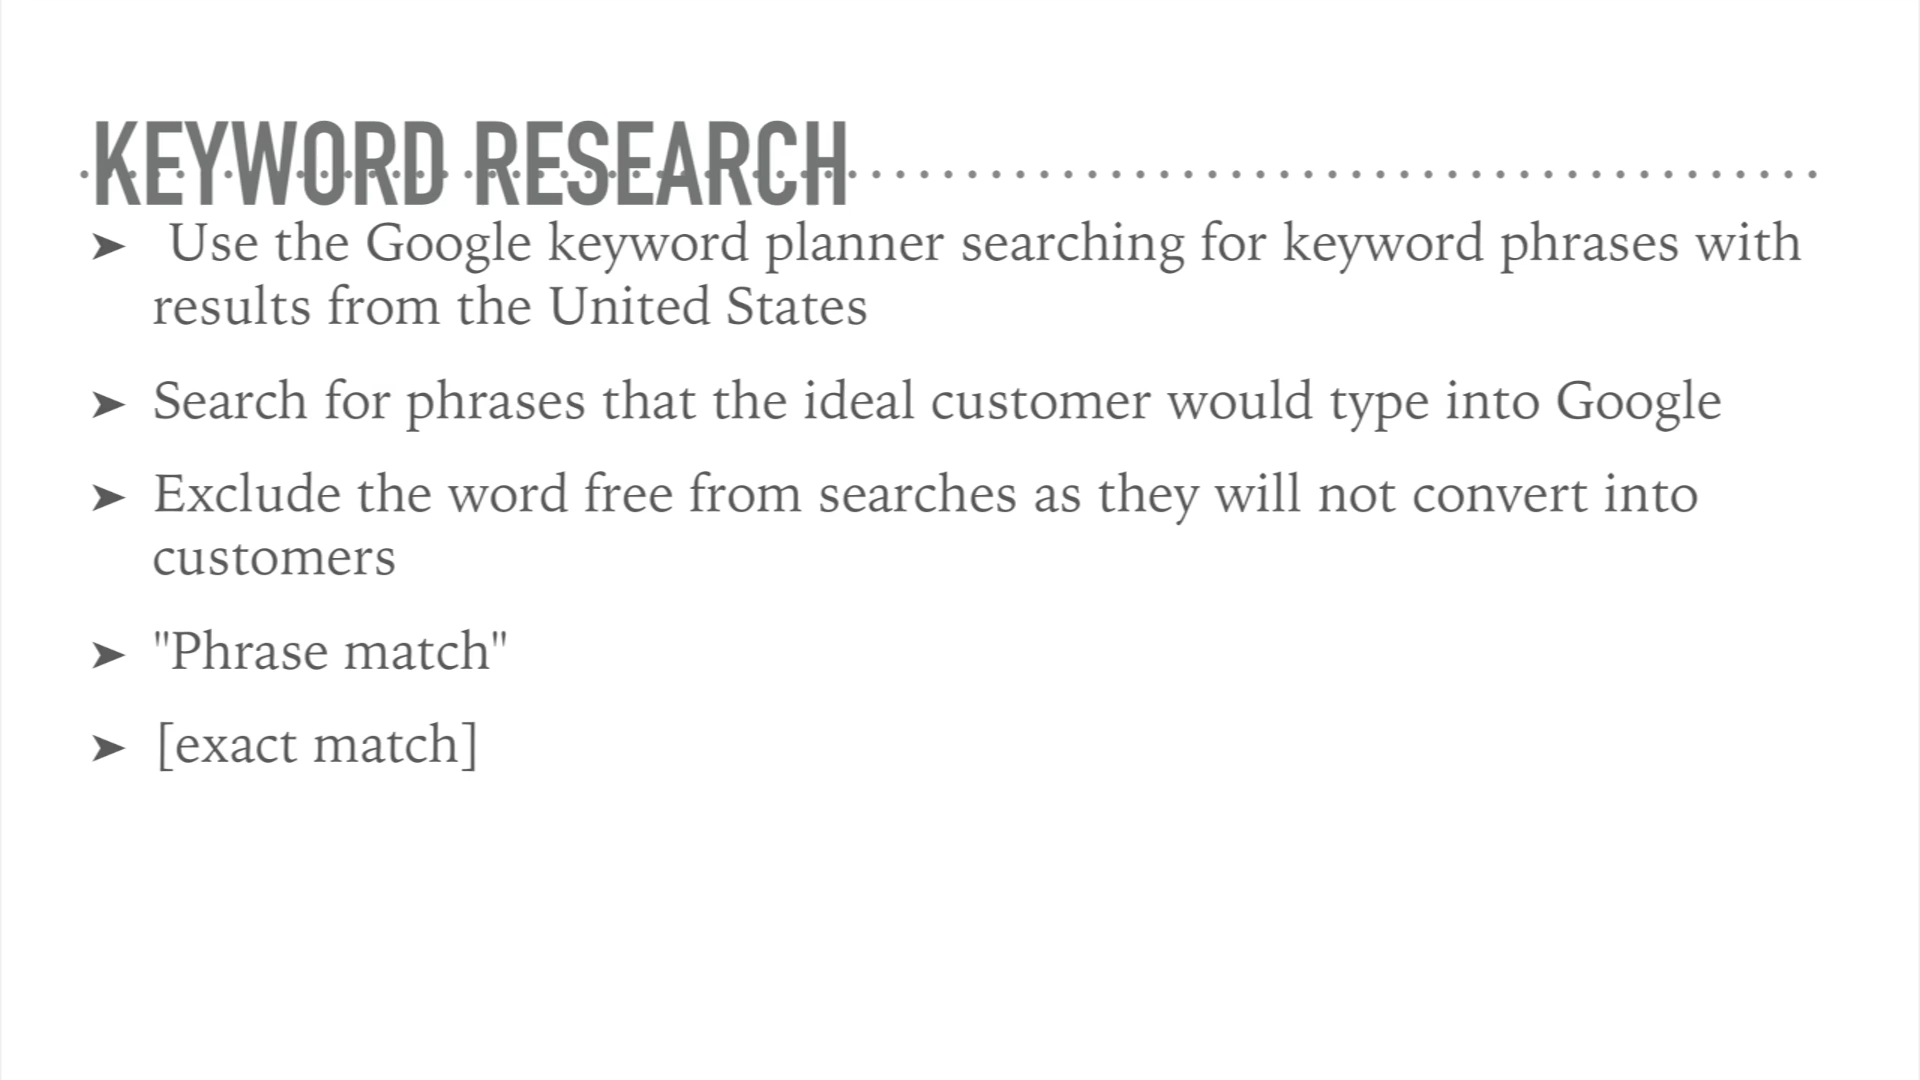 KEYWORD RESEARCH
➤ Use the Google keyword planner searching for keyword phrases with
results from the United States
➤ Search for phrases that the ideal customer would type into Google
➤ Exclude the word free from searches as they will not convert into
customers
➤ "Phrase match"
➤ [exact match]